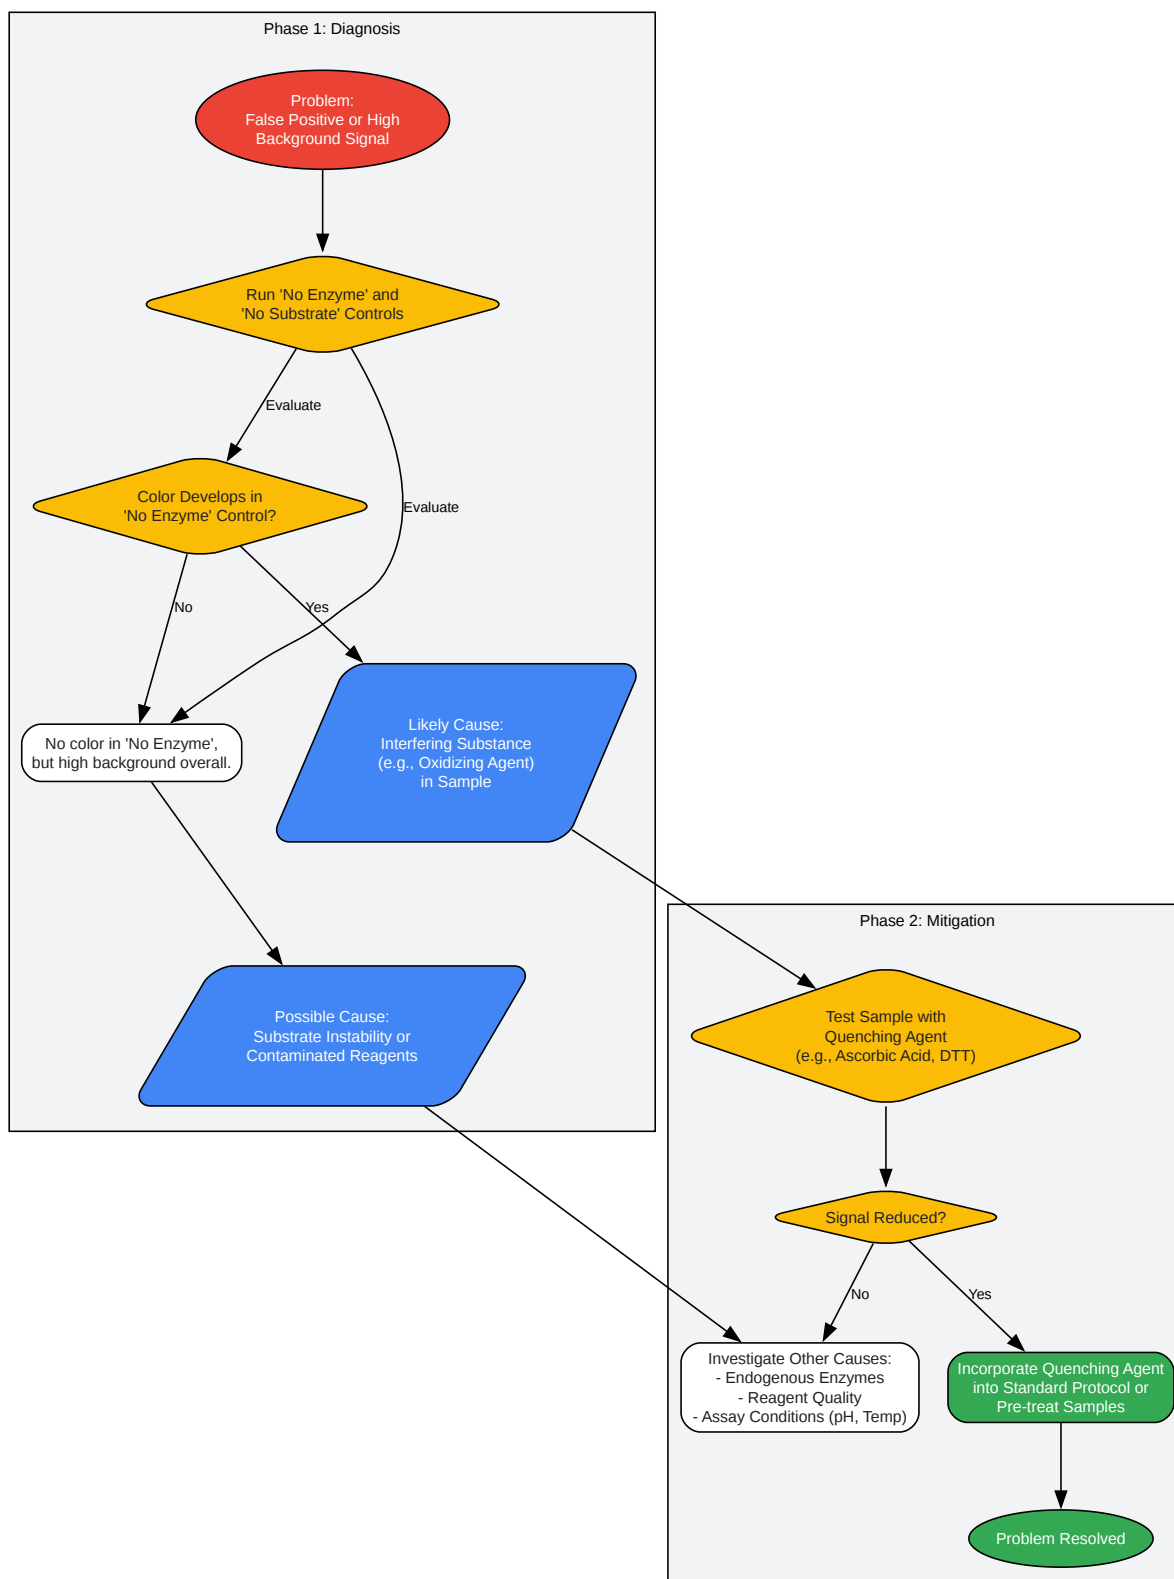 Phase 1: Diagnosis
Problem:
False Positive or High
Background Signal
Run 'No Enzyme' and
'No Substrate' Controls
Evaluate
Color Develops in
'No Enzyme' Control?
Evaluate
No
Yes
No color in 'No Enzyme',
but high background overall.
Likely Cause:
Interfering Substance
(e.g., Oxidizing Agent)
in Sample
Possible Cause:
Substrate Instability or
Contaminated Reagents
Phase 2: Mitigation
Test Sample with
Quenching Agent
(e.g., Ascorbic Acid, DTT)
Signal Reduced?
No
Yes
Investigate Other Causes:
- Endogenous Enzymes
- Reagent Quality
- Assay Conditions (pH, Temp)
Incorporate Quenching Agent
into Standard Protocol or
Pre-treat Samples
Problem Resolved